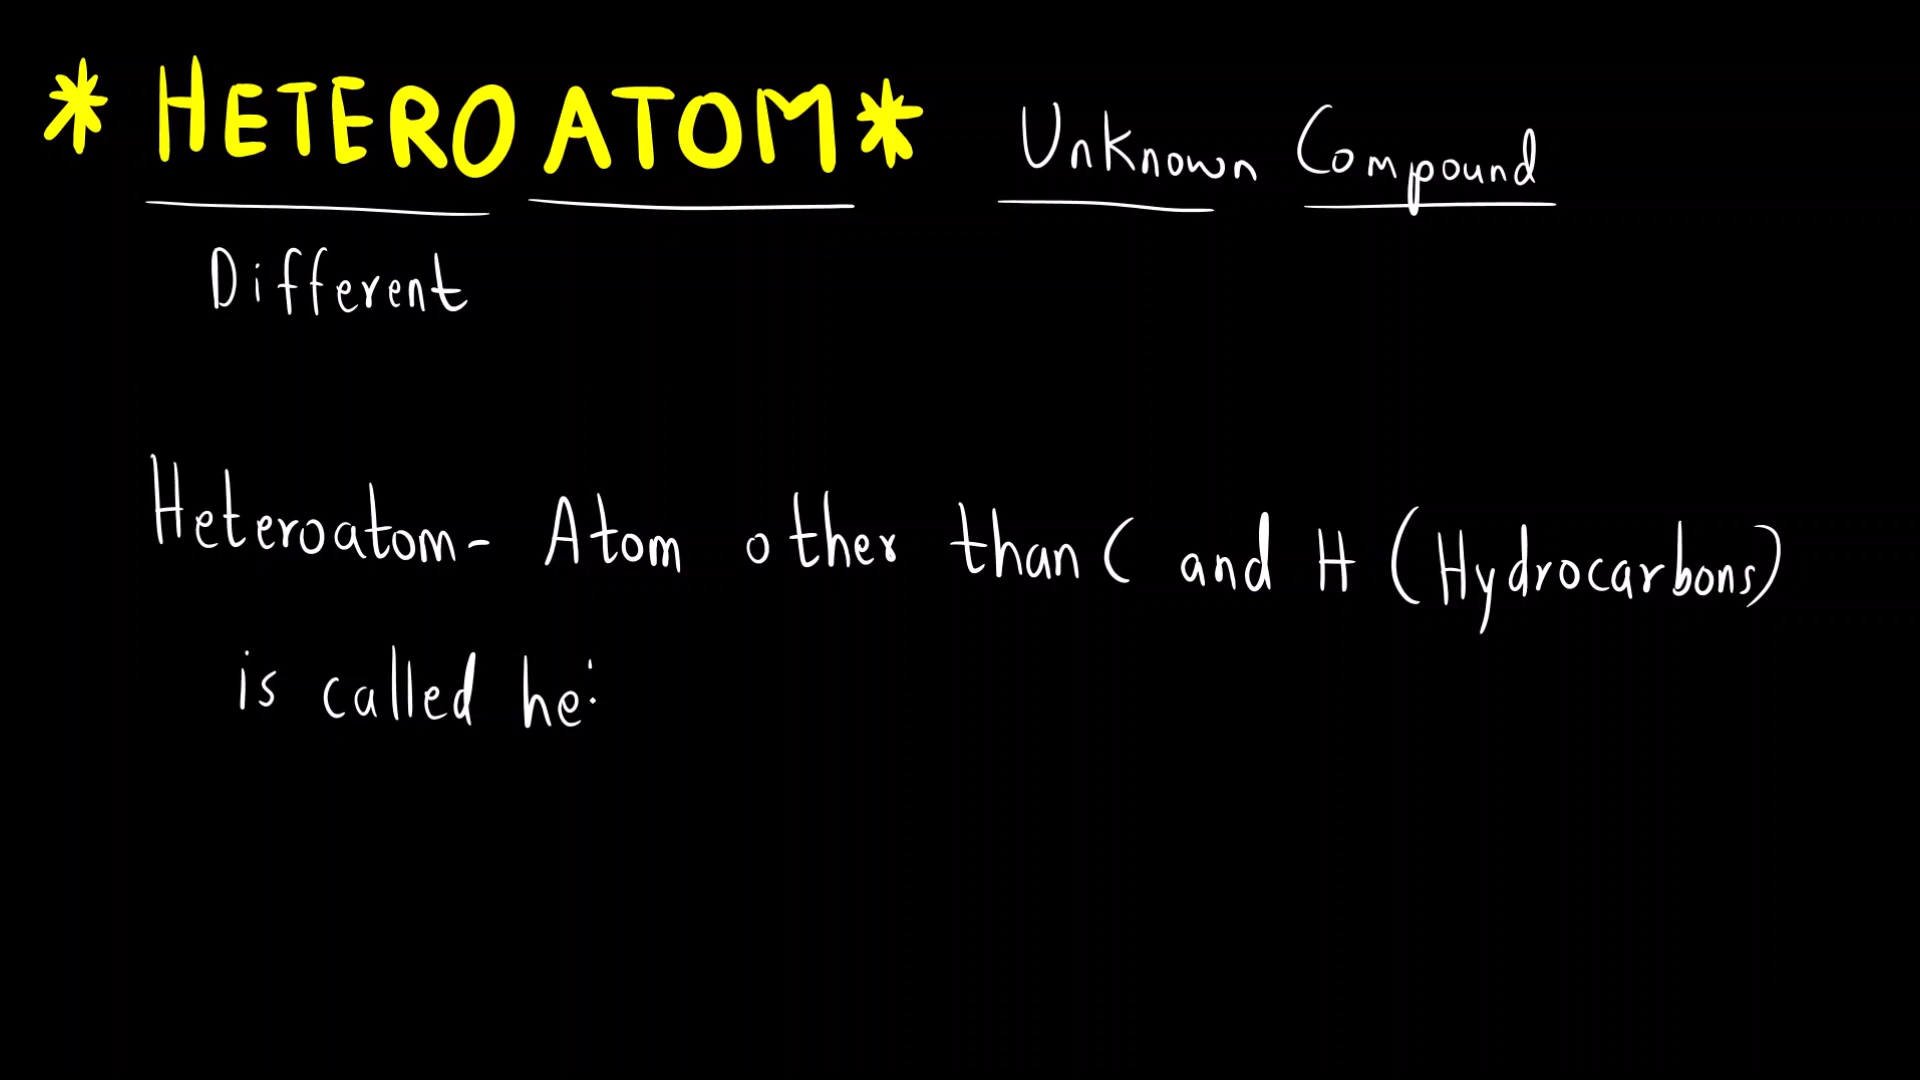 * HETERO ATOM * Unknown Compound
Different
Heteroatom - Atom other than C and H (Hydrocarbons)
is called he